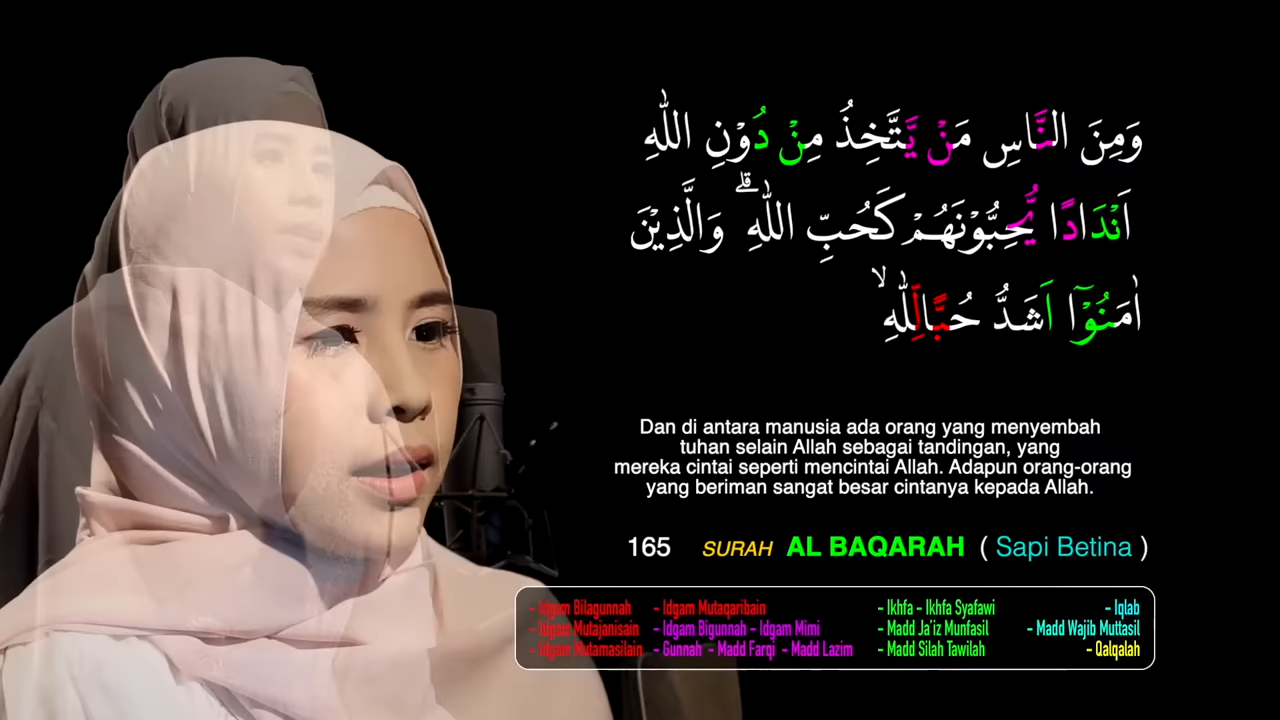 وَمِنَ النَّاسِ مَنْ يَّتَّخِذُ مِنْ دُوْنِ اللّٰهِ
اَنْدَادًا يُّحِبُّوْنَهُمْ كَحُبِّ اللّٰهِ ۗ وَالَّذِيْنَ
اٰمَنُوْٓا اَشَدُّ حُبًّا لِّلّٰهِ ۙ
Dan di antara manusia ada orang yang menyembah
tuhan selain Allah sebagai tandingan, yang
mereka cintai seperti mencintai Allah. Adapun orang-orang
yang beriman sangat besar cintanya kepada Allah.
165 SURAH AL BAQARAH ( Sapi Betina )
- Idgam Bilagunnah - Idgam Mutaqaribain - Ikhfa - Ikhfa Syafawi - Iqlab
- Idgam Mutajanisain - Idgam Bigunnah - Idgam Mimi - Madd Ja'iz Munfasil - Madd Wajib Muttasil
- Idgam Mutamasilain - Gunnah - Madd Farqi - Madd Lazim - Madd Silah Tawilah - Qalqalah